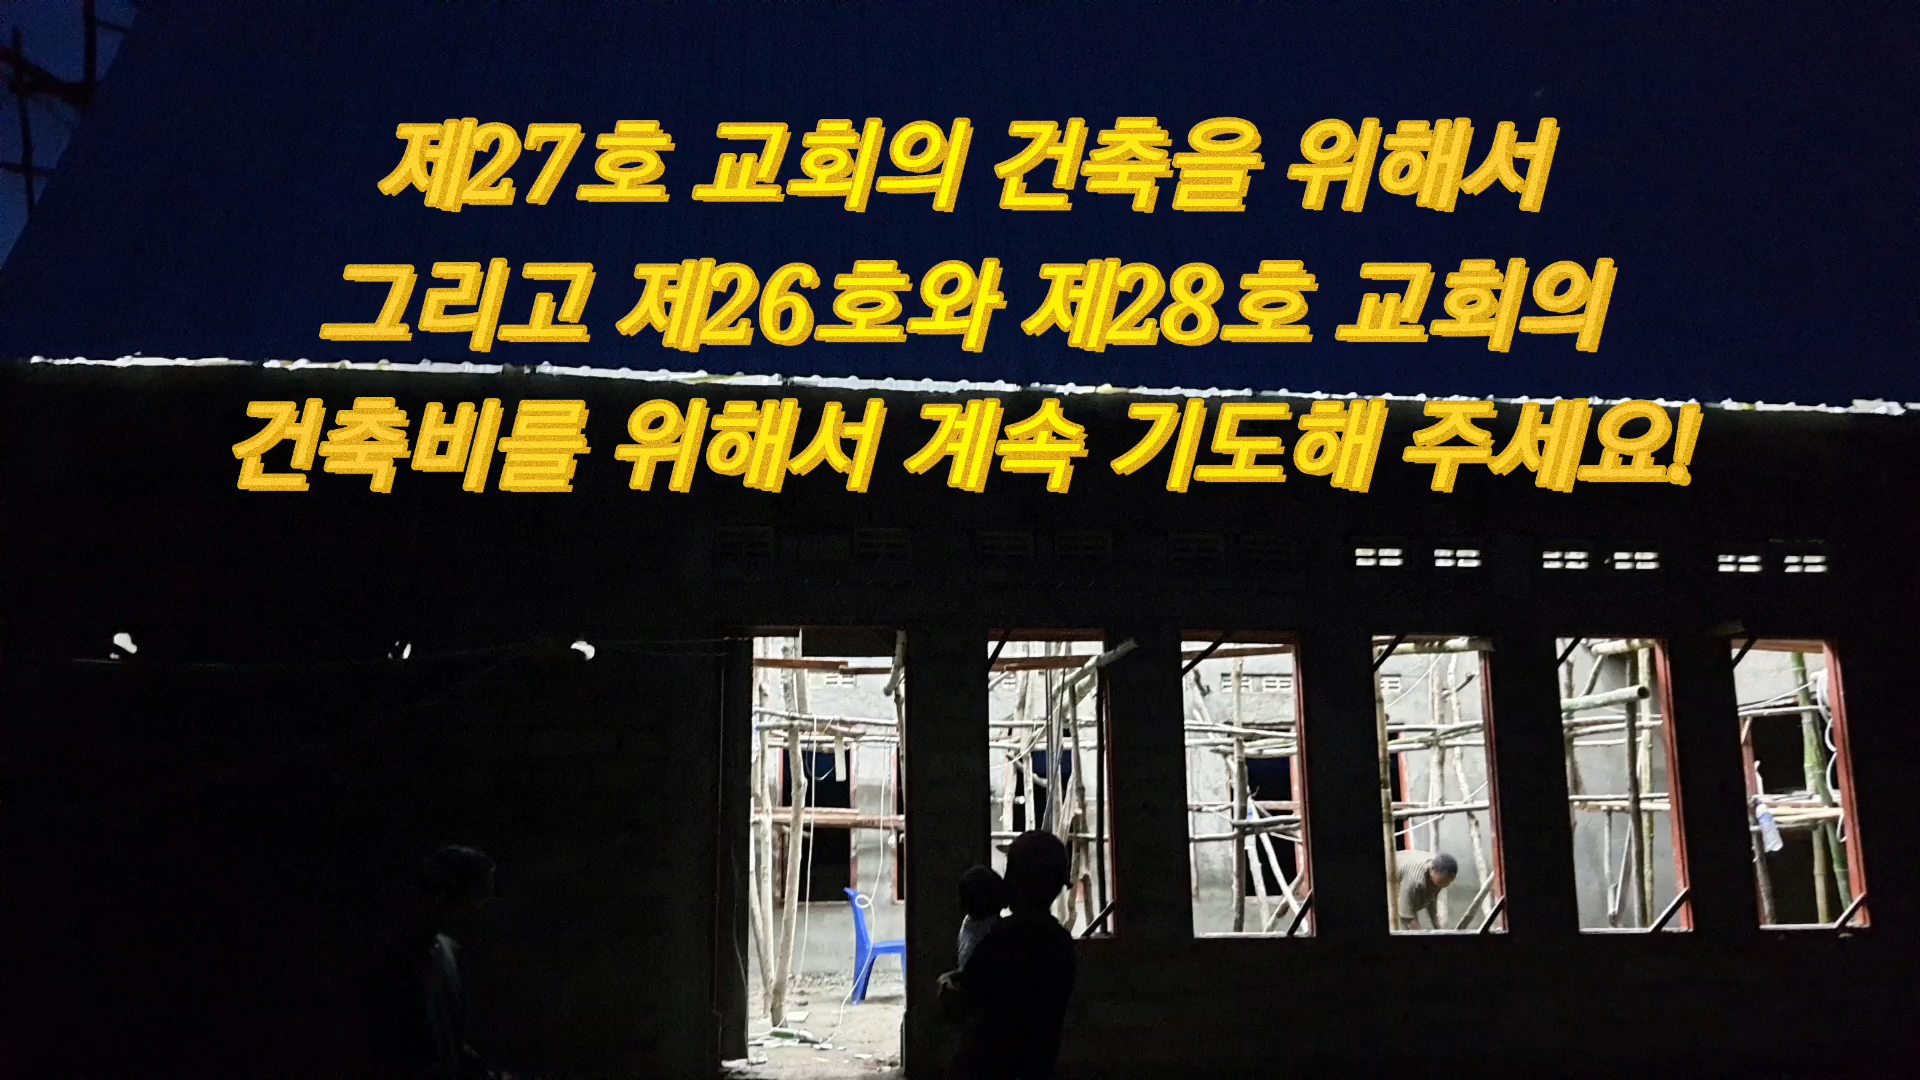 제27호 교회의 건축을 위해서
그리고 제26호와 제28호 교회의
건축비를 위해서 계속 기도해 주세요!